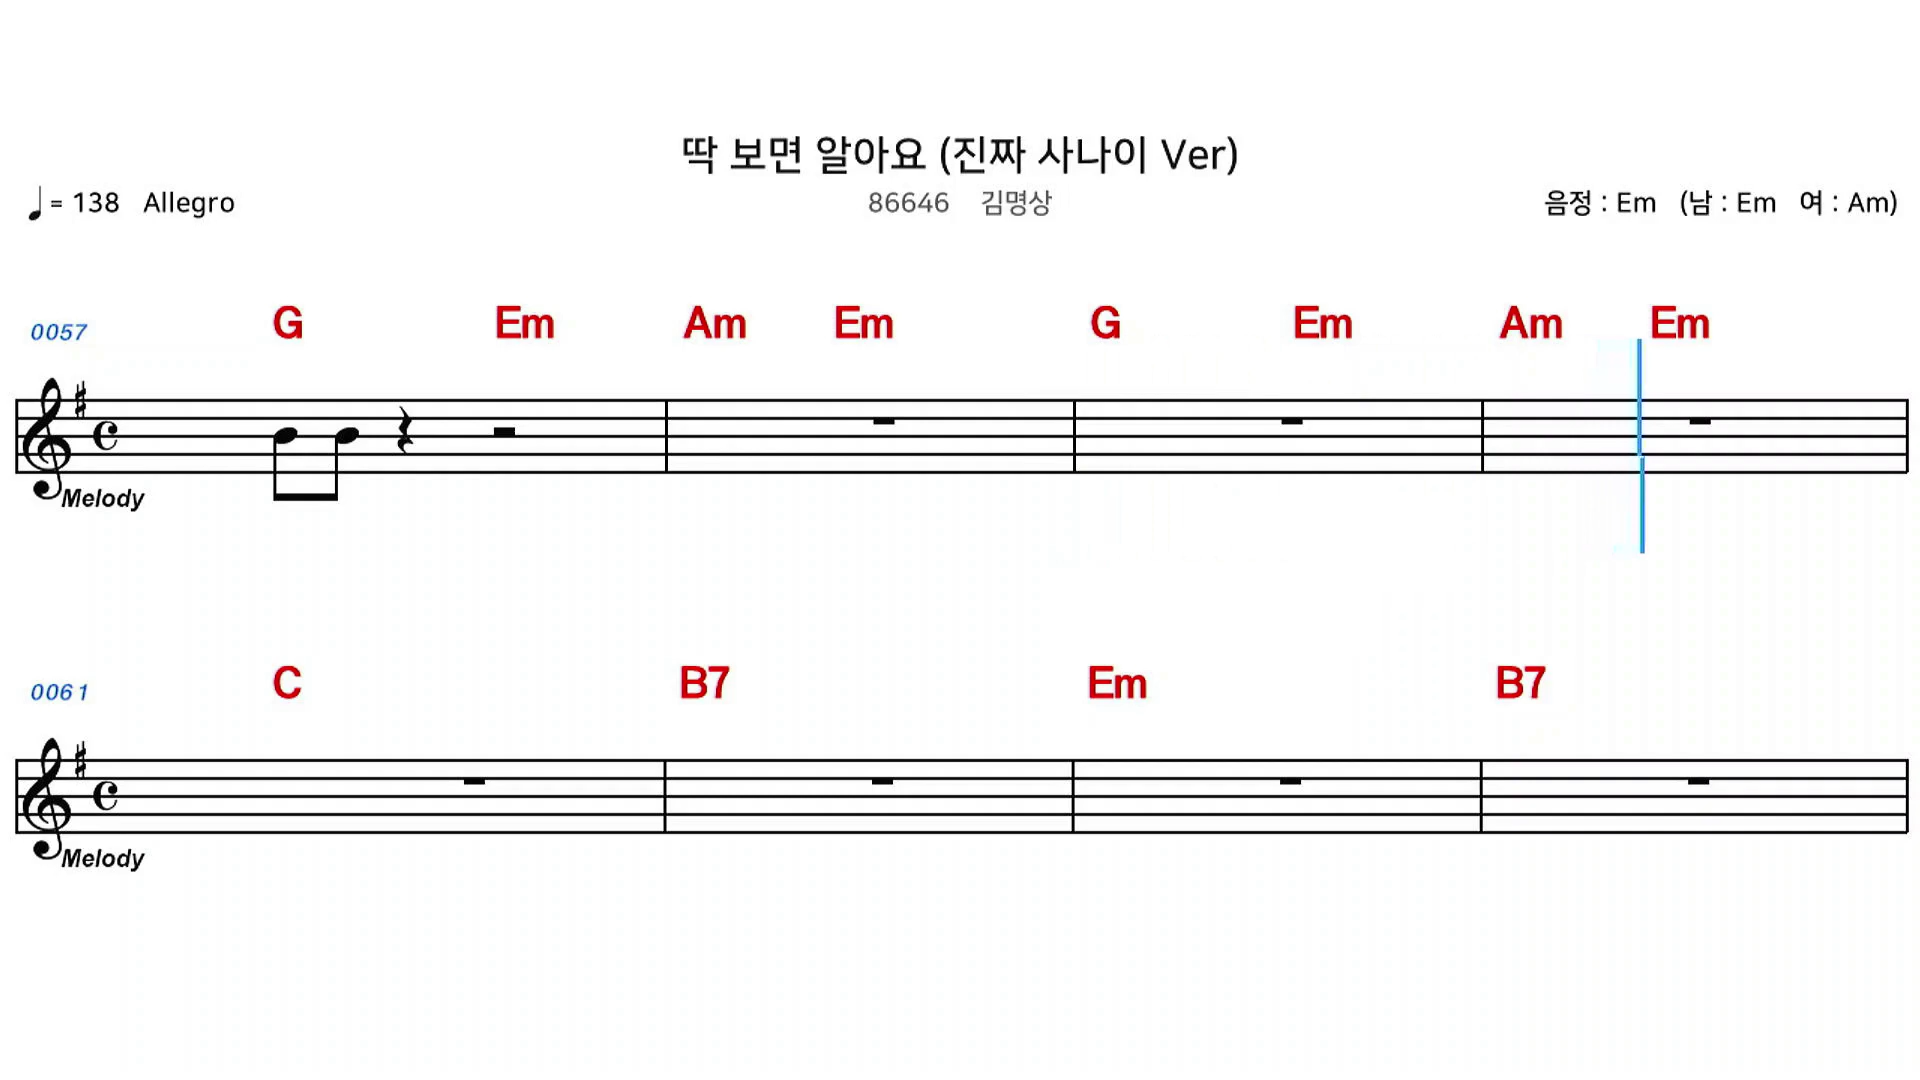 딱 보면 알아요 (진짜 사나이 Ver)
= 138 Allegro
86646 김명상
음정 : Em (남 : Em 여 : Am)
0057 G Em Am Em G Em Am Em
Melody
0061 C B7 Em B7
Melody